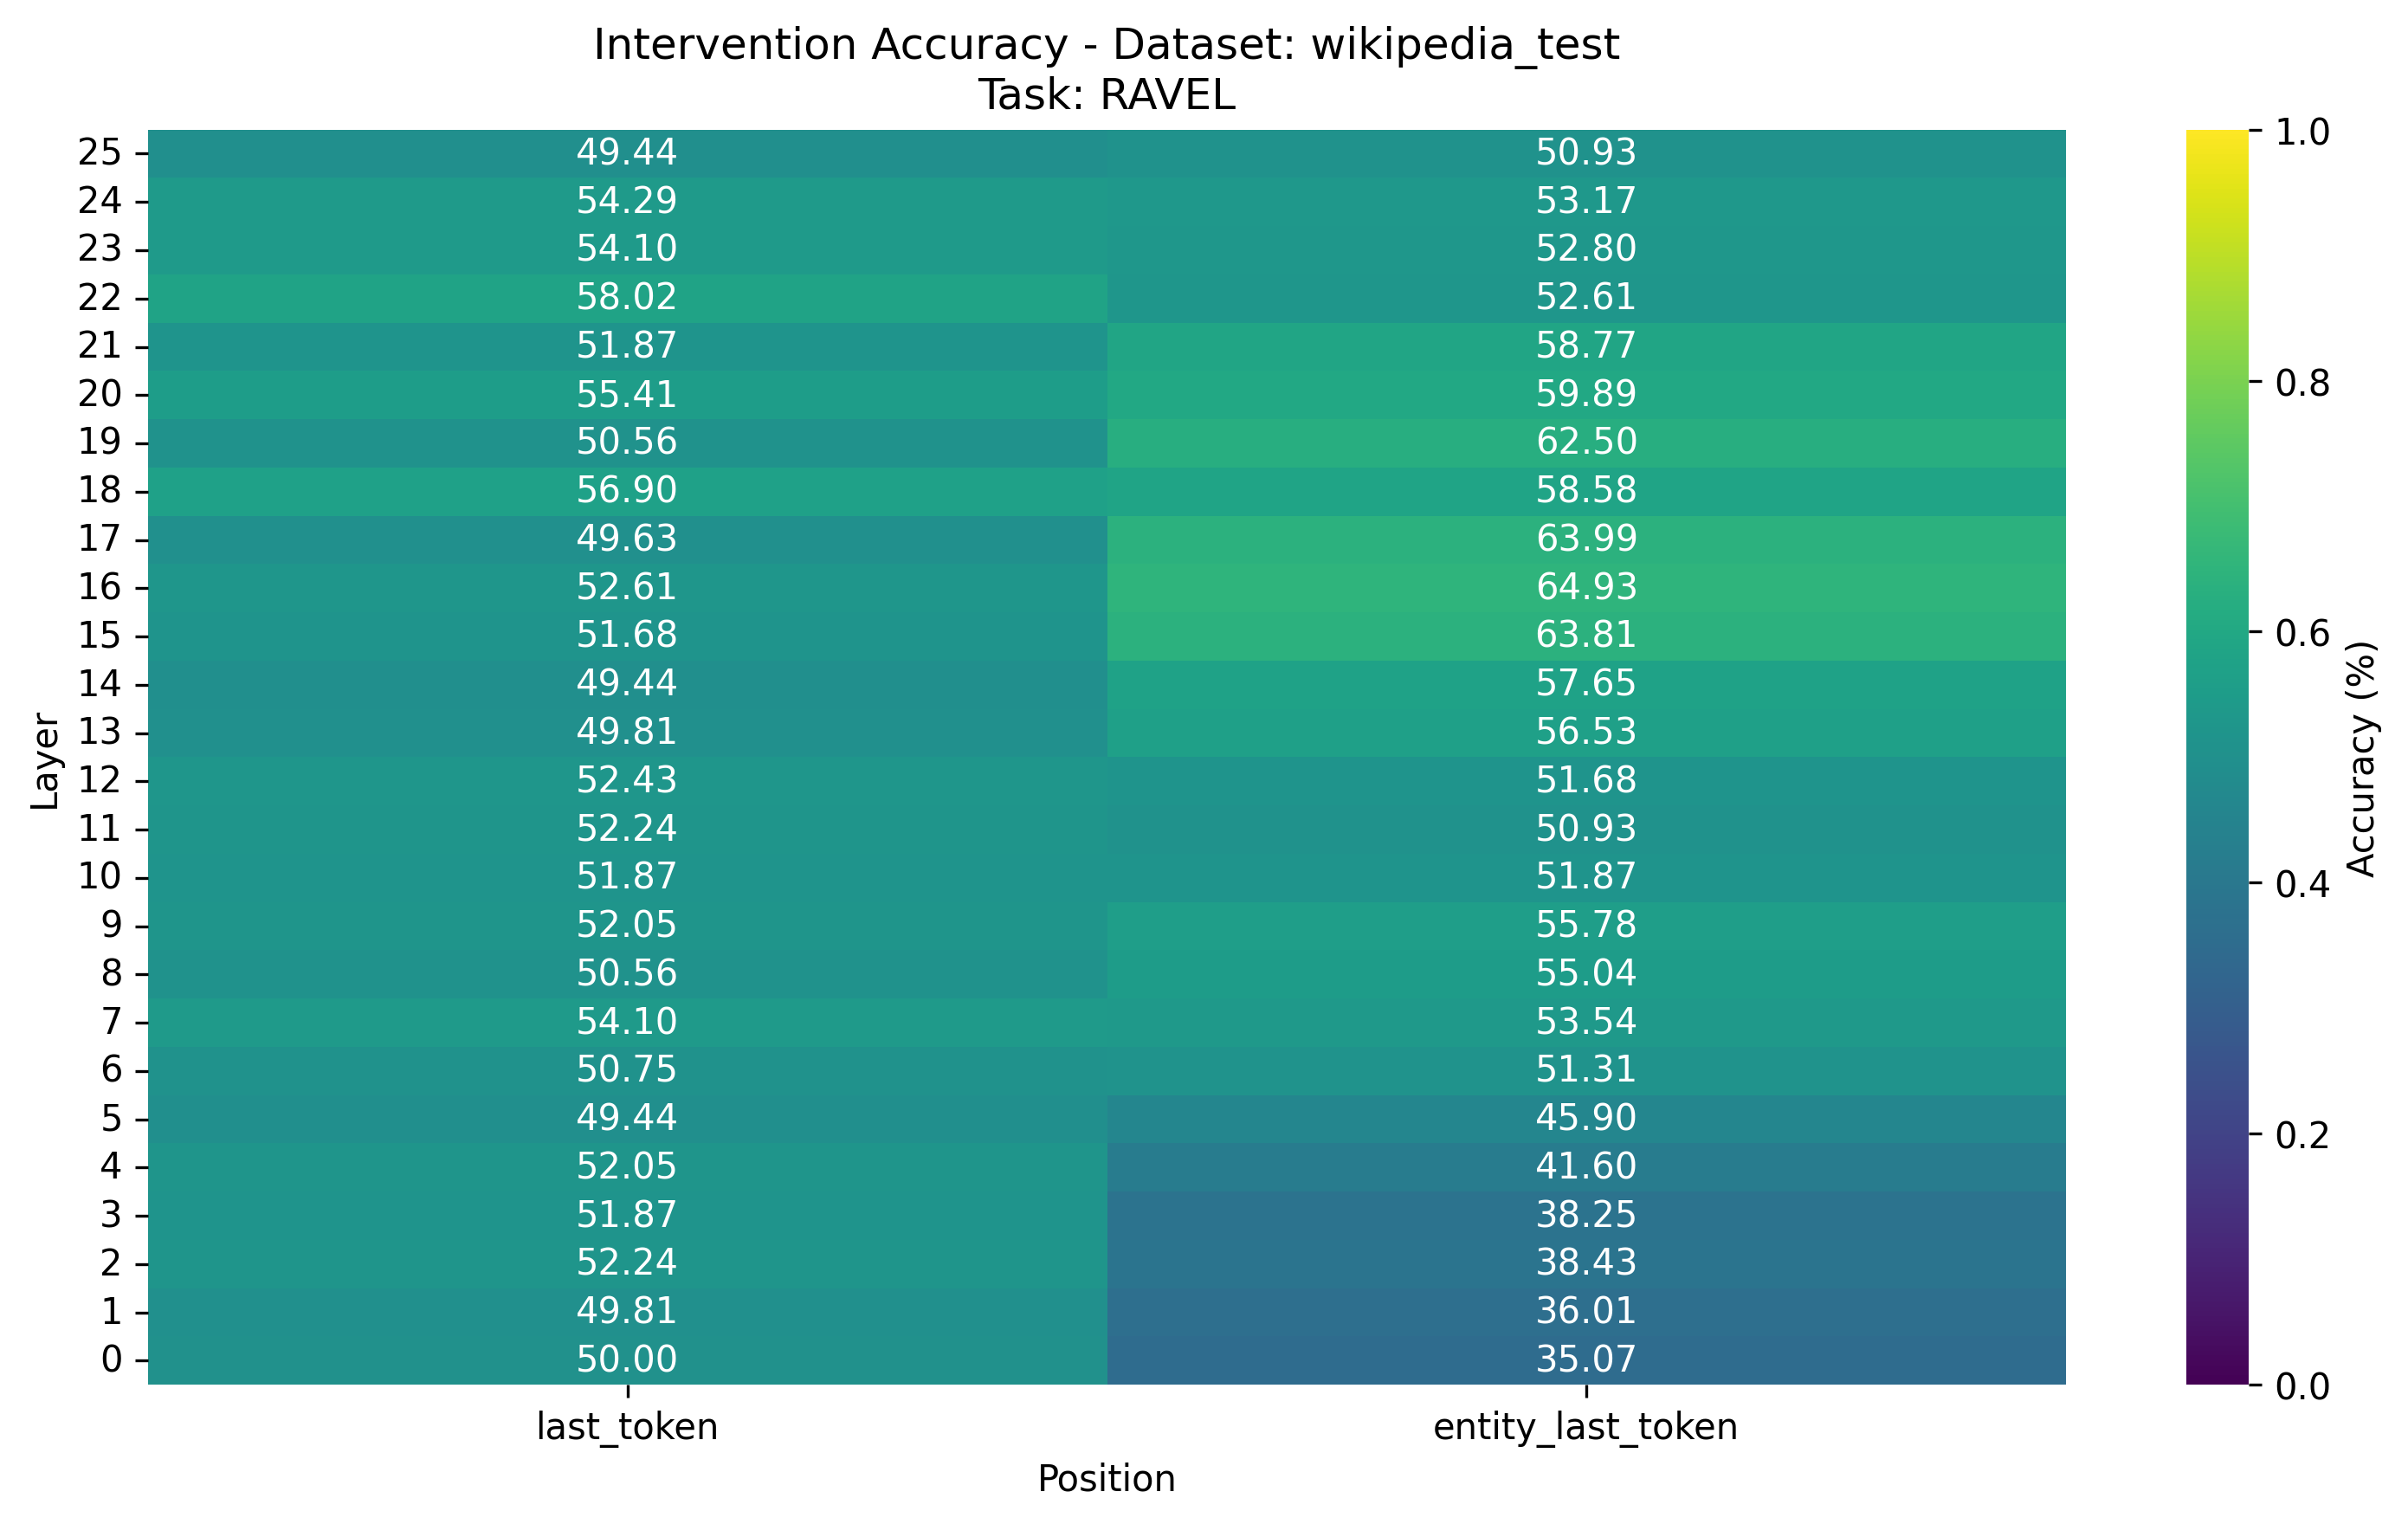 Intervention Accuracy - Dataset: wikipedia_test
Task: RAVEL
25 49.44 50.93
24 54.29 53.17
23 54.10 52.80
22 58.02 52.61
21 51.87 58.77
20 55.41 59.89
19 50.56 62.50
18 56.90 58.58
17 49.63 63.99
16 52.61 64.93
15 51.68 63.81
14 49.44 57.65
13 49.81 56.53
12 52.43 51.68
11 52.24 50.93
10 51.87 51.87
9 52.05 55.78
8 50.56 55.04
7 54.10 53.54
6 50.75 51.31
5 49.44 45.90
4 52.05 41.60
3 51.87 38.25
2 52.24 38.43
1 49.81 36.01
0 50.00 35.07
last_token entity_last_token
Position
Layer
1.0
0.8
0.6
0.4
0.2
0.0
Accuracy (%)